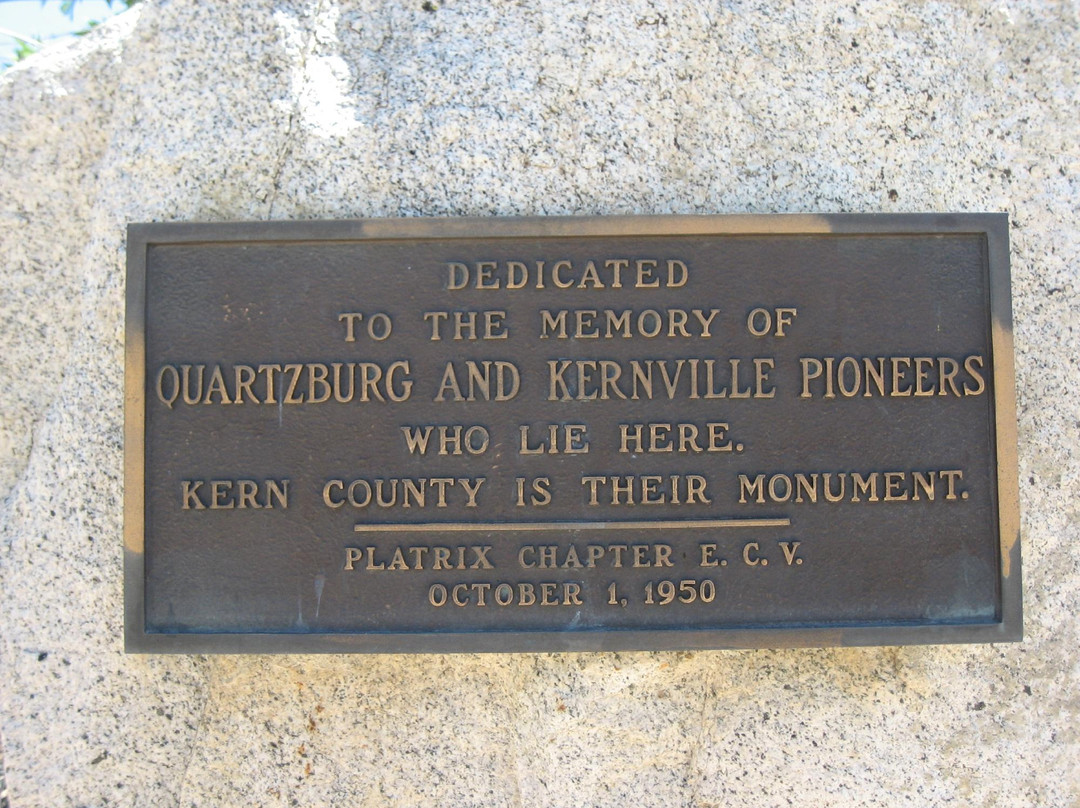 DEDICATED
TO THE MEMORY OF
QUARTZBURG AND KERNVILLE PIONEERS
WHO LIE HERE.
KERN COUNTY IS THEIR MONUMENT.
PLATRIX CHAPTER E. C. V.
OCTOBER 1, 1950